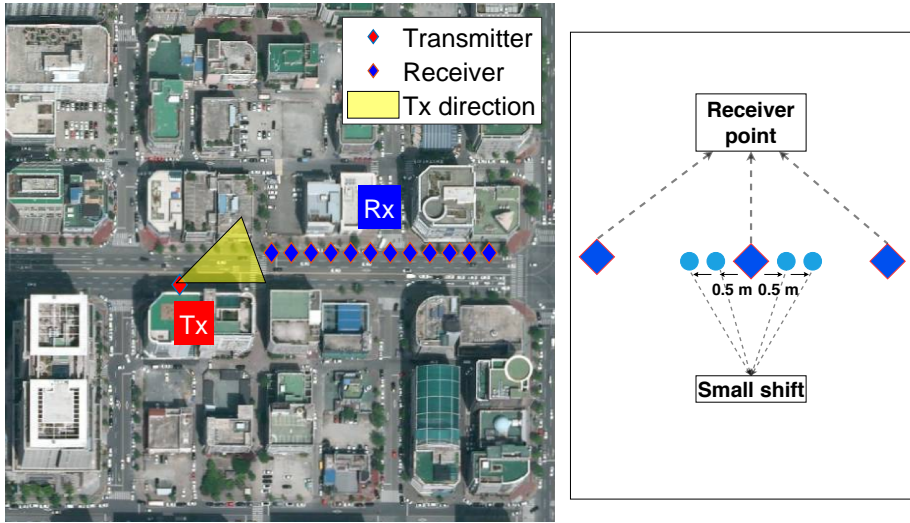 Transmitter
Receiver
Tx direction
Rx
Tx
Receiver
point
0.5 m 0.5 m
Small shift